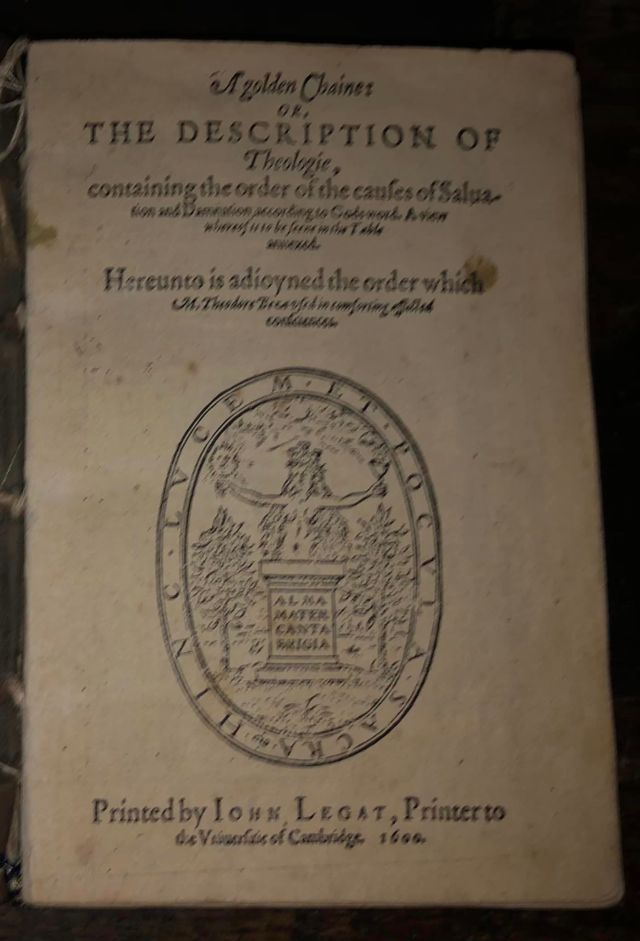 A golden Chaine:
OR,
THE DESCRIPTION OF
Theologie,
containing the order of the cauſes of Salua-
tion and Damnation, according to Gods word. A view
whereof is to be ſeene in the Table
annexed.
Hereunto is adioyned the order which
M. Theodore Beza vſed in comforting afflicted
conſciences.
HINC·LVCEM·ET·POCVLA·SACRA
ALMA
MATER
CANTA
BRIGIA
Printed by IOHN LEGAT, Printer to
the Vniuerſitie of Cambridge. 1600.